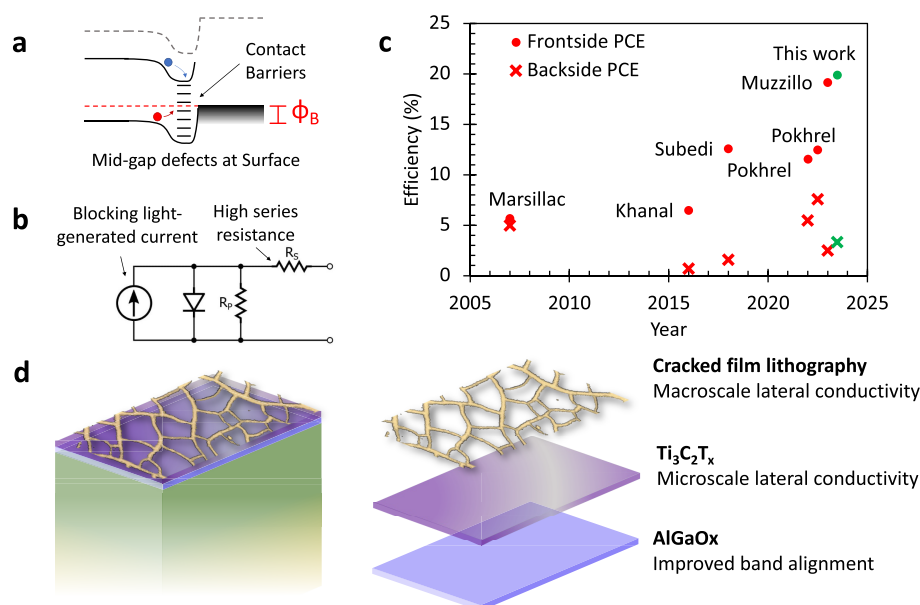 a
Contact
Barriers
ΦB
Mid-gap defects at Surface
b
Blocking light-
generated current
High series
resistance
RS
RP
c
Efficiency (%)
25
20
15
10
5
0
Frontside PCE
Backside PCE
This work
Muzzillo
Subedi
Pokhrel
Pokhrel
Marsillac
Khanal
2005
2010
2015
2020
2025
Year
d
Cracked film lithography
Macroscale lateral conductivity
Ti3C2Tx
Microscale lateral conductivity
AlGaOx
Improved band alignment